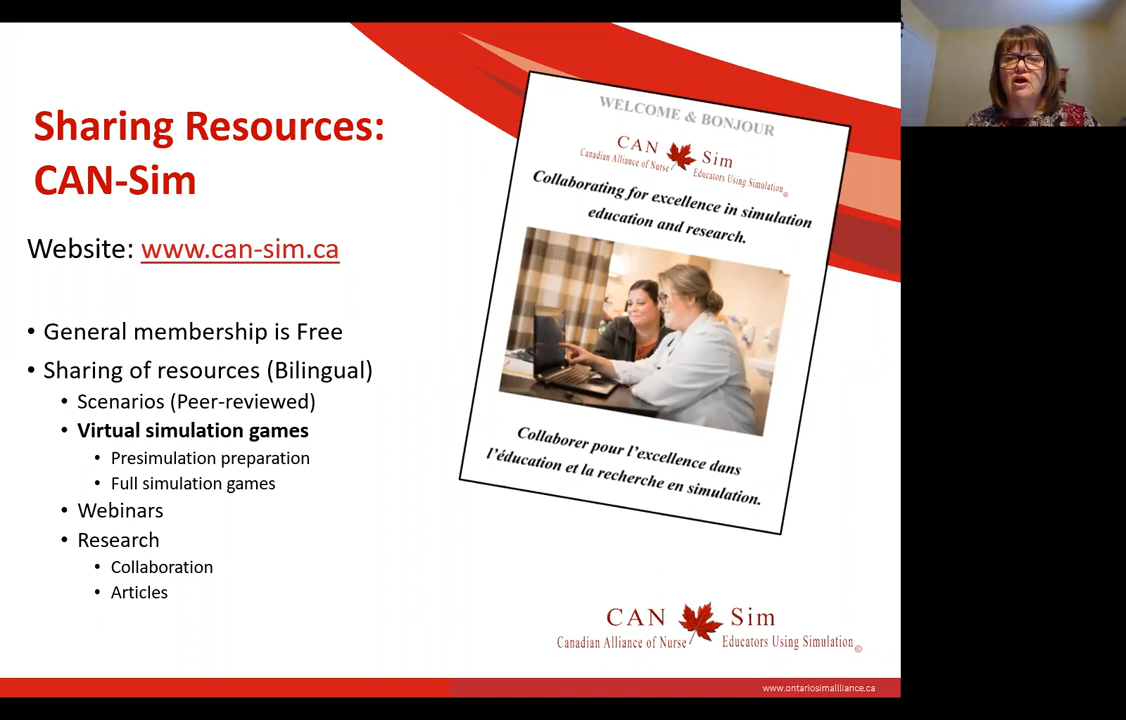 Sharing Resources:
CAN-Sim
Website: www.can-sim.ca
• General membership is Free
• Sharing of resources (Bilingual)
• Scenarios (Peer-reviewed)
• Virtual simulation games
• Presimulation preparation
• Full simulation games
• Webinars
• Research
• Collaboration
• Articles
WELCOME & BONJOUR
CAN Sim
Canadian Alliance of Nurse Educators Using Simulation©
Collaborating for excellence in simulation
education and research.
Collaborer pour l’excellence dans
l’éducation et la recherche en simulation.
CAN Sim
Canadian Alliance of Nurse Educators Using Simulation©
www.ontariosimallliance.ca